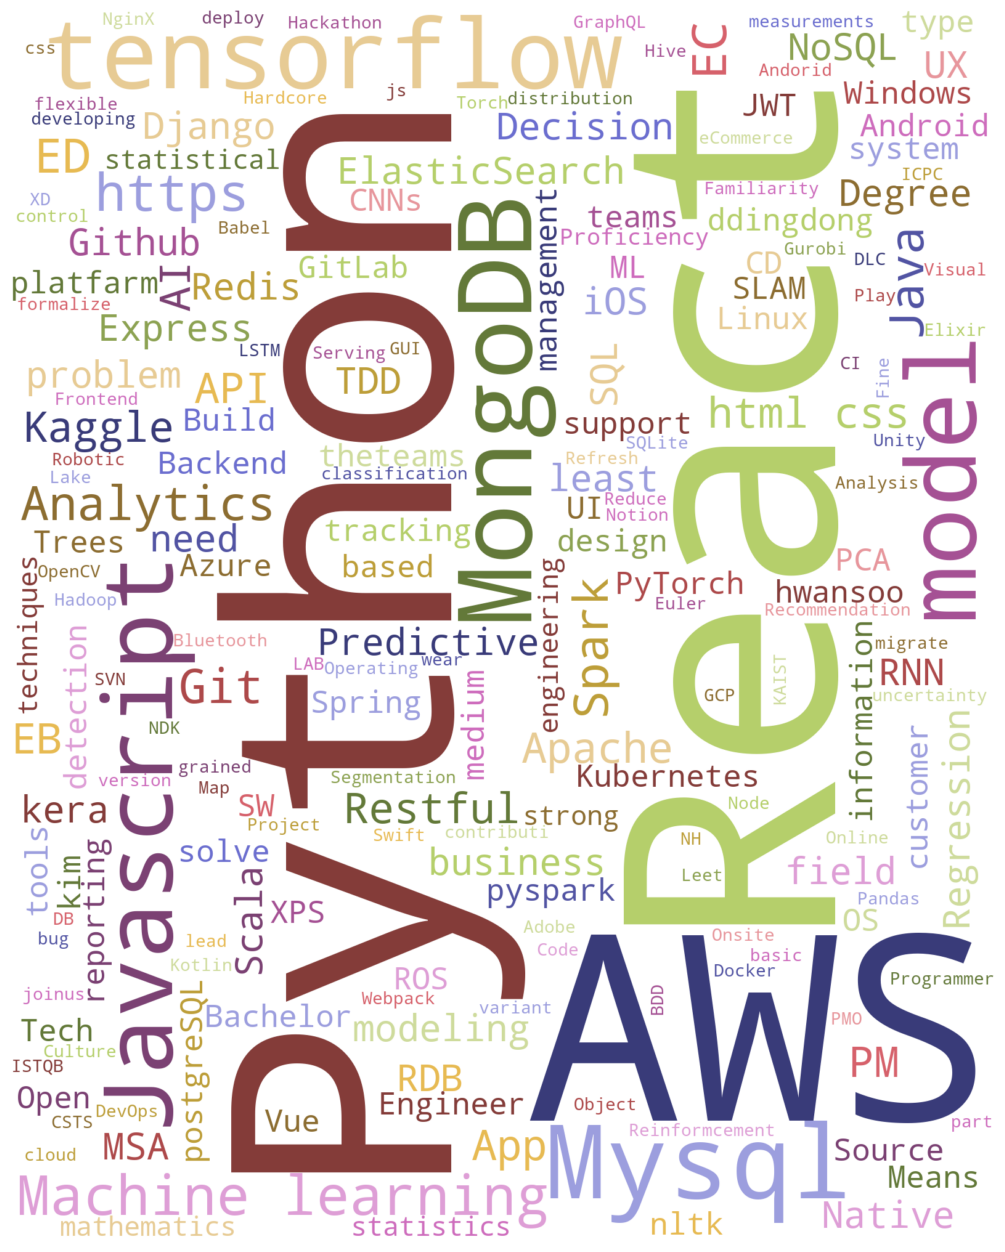 NginX
deploy
Hackathon
GraphQL
measurements
type
css
tensorflow
Hive
EC
NoSQL
UX
Andorid
Hardcore
js
Torch
distribution
JWT
Windows
flexible
developing
Django
Decision
eCommerce
Android
system
ED
statistical
ElasticSearch
ICPC
https
CNNs
Familiarity
Degree
XD
control
Babel
management
teams
ddingdong
Github
Proficiency
Gurobi
Java
platfarm
AI
Redis
GitLab
MongoDB
ML
CD
DLC
Visual
formalize
iOS
SLAM
Play
Express
Linux
Elixir
LSTM
Serving
GUI
SQL
CI
Fine
model
problem
API
TDD
Python
React
Frontend
Kaggle
Build
support
html css
SQLite
Unity
Robotic
Backend
theteams
Refresh
Lake
classification
least
Analysis
Analytics
UI
Reduce
Notion
Trees
need
tracking
design
OpenCV
Azure
based
PCA
techniques
Hadoop
Javascript
engineering
Spark
PyTorch
hwansoo
Euler
Recommendation
Bluetooth
Predictive
information
migrate
detection
SVN
Git
LAB
Operating
wear
GCP
KAIST
RNN
uncertainty
NDK
Spring
medium
EB
Apache
customer
Regression
version
grained
Map
Segmentation
Kubernetes
kera
SW
Restful
strong
Node
Project
Swift
contributi
NH
Online
tools
kim
reporting
solve
business
Leet
field
Scala
pyspark
Pandas
DB
XPS
OS
bug
lead
Adobe
Code
Onsite
basic
Kotlin
ROS
Docker
Programmer
joinus
Webpack
variant
BDD
AWS
Tech
postgreSQL
Bachelor
modeling
PMO
Culture
ISTQB
RDB
PM
Open
DevOps
Engineer
Object
CSTS
Vue
part
MSA
App
Mysql
Reinformcement
Source
cloud
Means
Machine learning
Native
mathematics
statistics
nltk